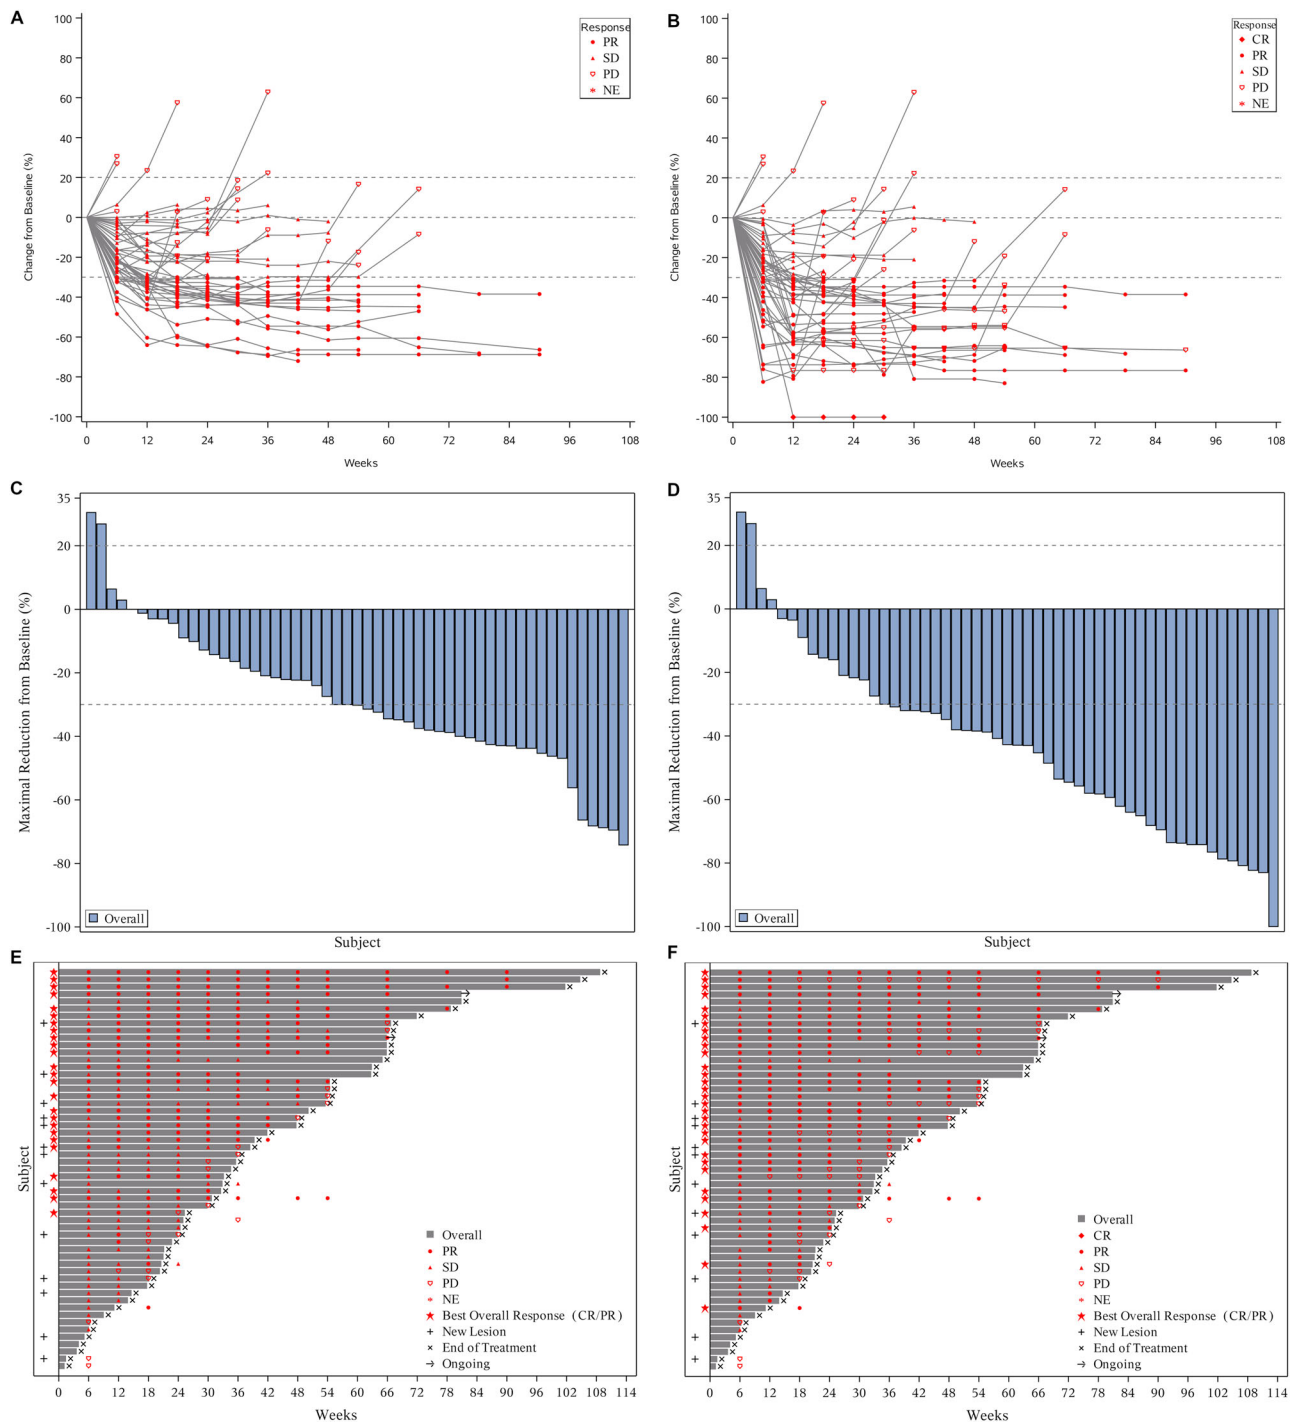 A
Change from Baseline (%)
100
80
60
40
20
0
-20
-40
-60
-80
-100
0 12 24 36 48 60 72 84 96 108
Weeks
Response
PR
SD
PD
NE
B
Change from Baseline (%)
100
80
60
40
20
0
-20
-40
-60
-80
-100
0 12 24 36 48 60 72 84 96 108
Weeks
Response
CR
PR
SD
PD
NE
C
Maximal Reduction from Baseline (%)
35
20
0
-20
-40
-60
-80
-100
Overall
Subject
D
Maximal Reduction from Baseline (%)
35
20
0
-20
-40
-60
-80
-100
Overall
Subject
E
Subject
Overall
PR
SD
PD
NE
Best Overall Response (CR/PR)
New Lesion
End of Treatment
Ongoing
0 6 12 18 24 30 36 42 48 54 60 66 72 78 84 90 96 102 108 114
Weeks
F
Subject
Overall
CR
PR
SD
PD
NE
Best Overall Response (CR/PR)
New Lesion
End of Treatment
Ongoing
0 6 12 18 24 30 36 42 48 54 60 66 72 78 84 90 96 102 108 114
Weeks